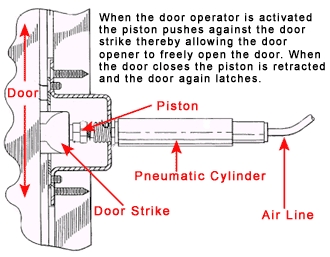 When the door operator is activated
the piston pushes against the door
strike thereby allowing the door
opener to freely open the door. When
the door closes the piston is retracted
and the door again latches.
Door
Piston
Pneumatic Cylinder
Door Strike
Air Line